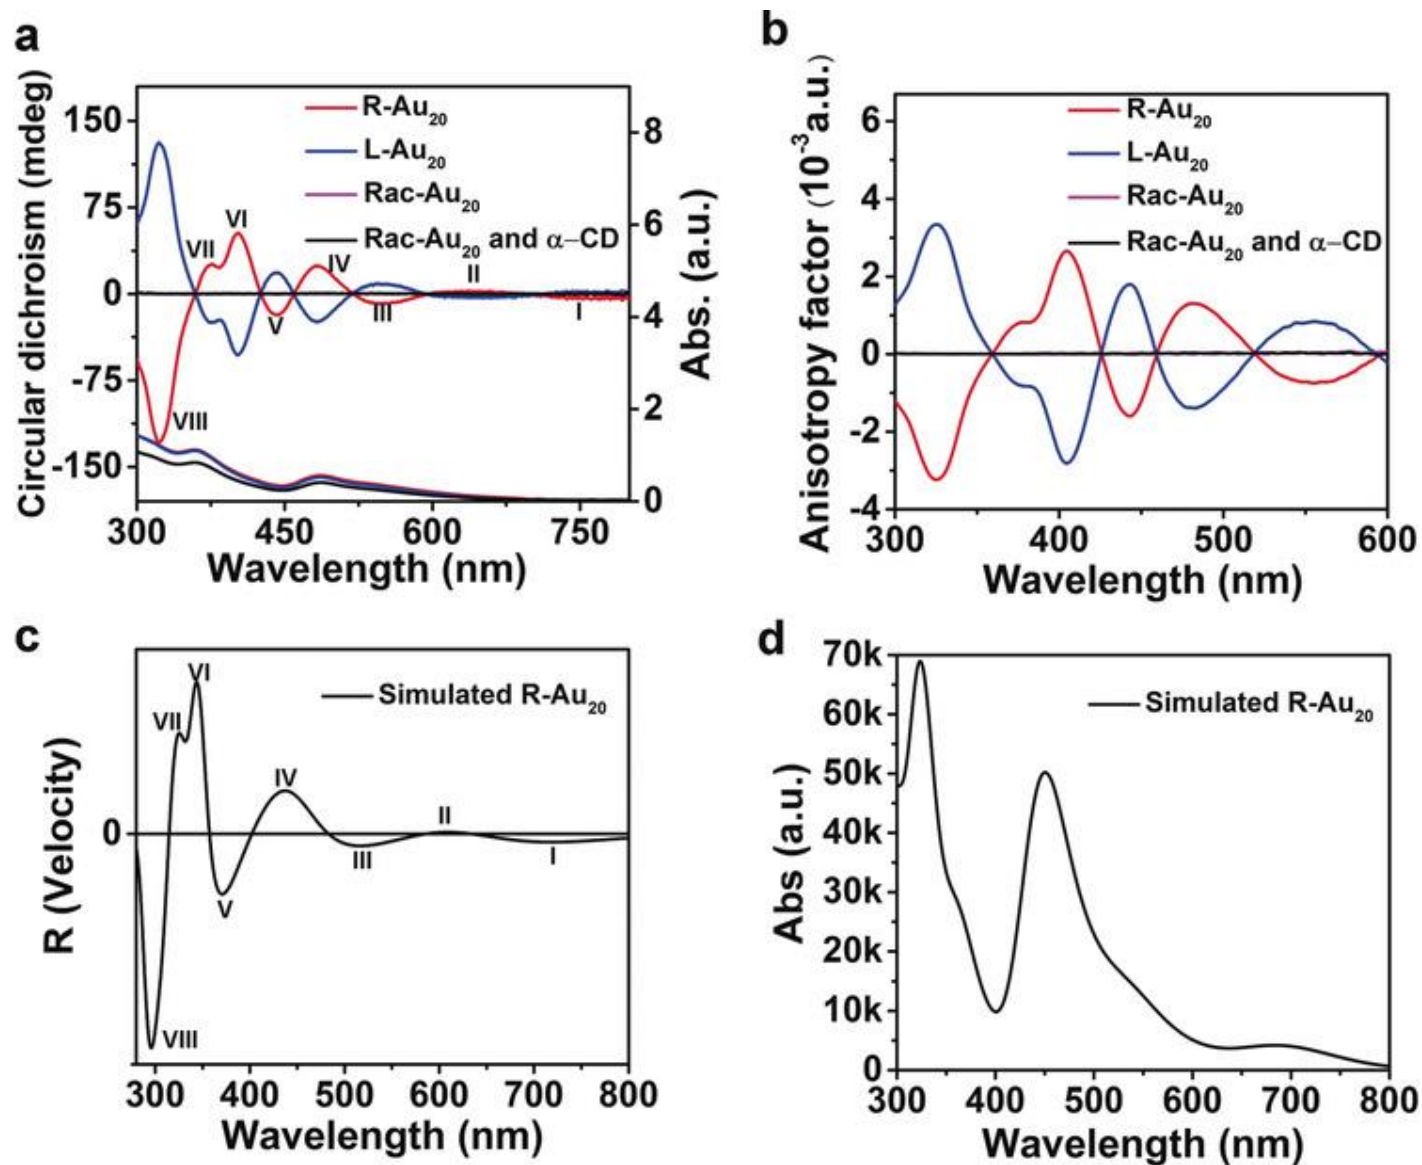 a
Circular dichroism (mdeg)
150
75
0
-75
-150
R-Au20
L-Au20
Rac-Au20
Rac-Au20 and α−CD
VI
VII
IV
II
V
III
I
VIII
8
6
4
2
0
Abs. (a.u.)
300 450 600 750
Wavelength (nm)
b
Anisotropy factor (10-3 a.u.)
6
4
2
0
-2
-4
R-Au20
L-Au20
Rac-Au20
Rac-Au20 and α−CD
300 400 500 600
Wavelength (nm)
c
R (Velocity)
0
VI
VII
Simulated R-Au20
IV
II
III
I
V
VIII
300 400 500 600 700 800
Wavelength (nm)
d
Abs (a.u.)
70k
60k
50k
40k
30k
20k
10k
0
Simulated R-Au20
300 400 500 600 700 800
Wavelength (nm)